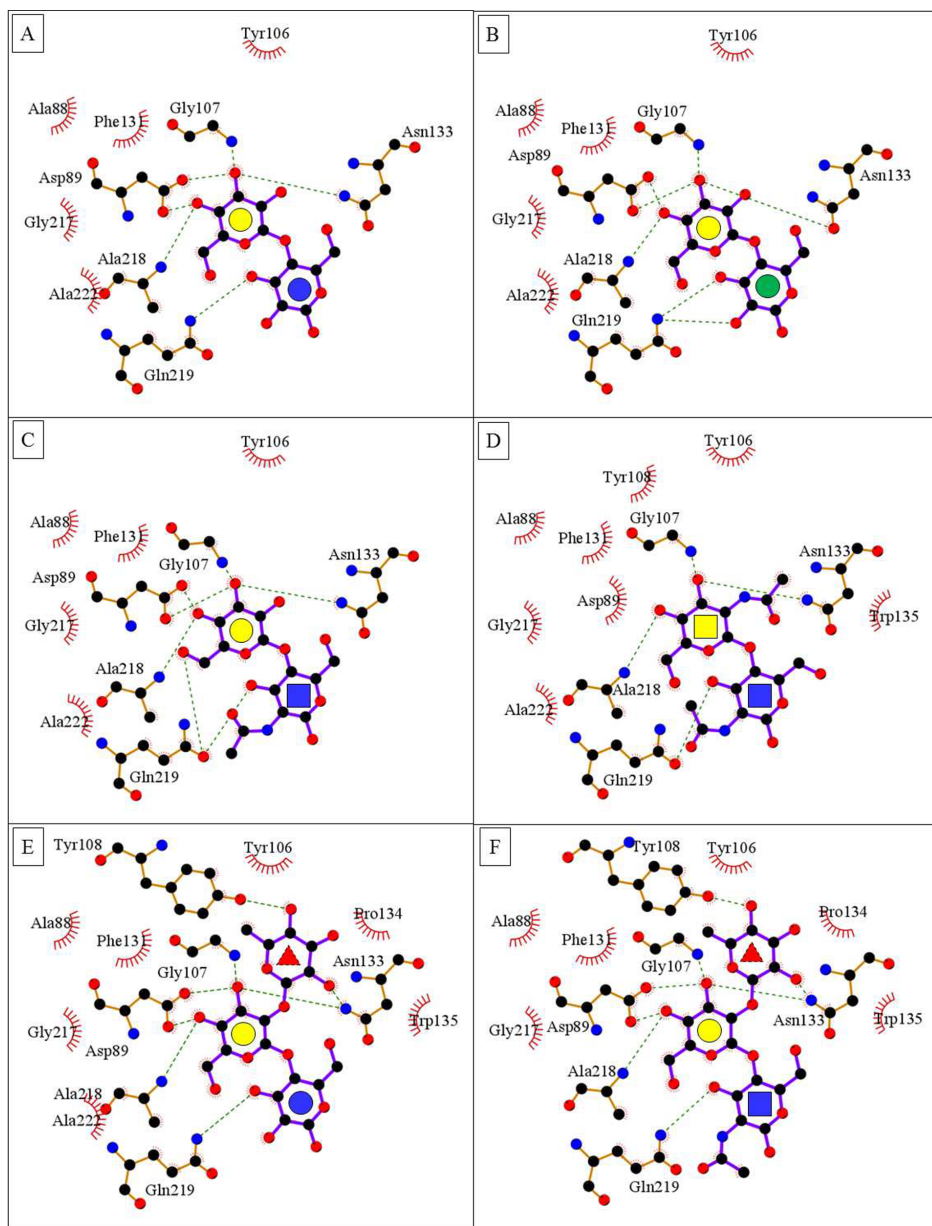 A
Tyr106
Gly107
Ala88
Phe131
Asn133
Asp89
Gly217
Ala218
Ala222
Gln219
B
Tyr106
Gly107
Ala88
Phe131
Asn133
Asp89
Gly217
Ala218
Ala222
Gln219
C
Tyr106
Ala88
Phe131
Gly107
Asn133
Asp89
Gly217
Ala218
Ala222
Gln219
D
Tyr106
Tyr108
Gly107
Ala88
Phe131
Asn133
Asp89
Trp135
Gly217
Ala218
Ala222
Gln219
E
Tyr108
Tyr106
Ala88
Pro134
Phe131
Gly107
Asn133
Gly217
Trp135
Asp89
Ala218
Ala222
Gln219
F
Tyr108
Tyr106
Ala88
Pro134
Phe131
Gly107
Gly217
Asp89
Asn133
Trp135
Ala218
Gln219